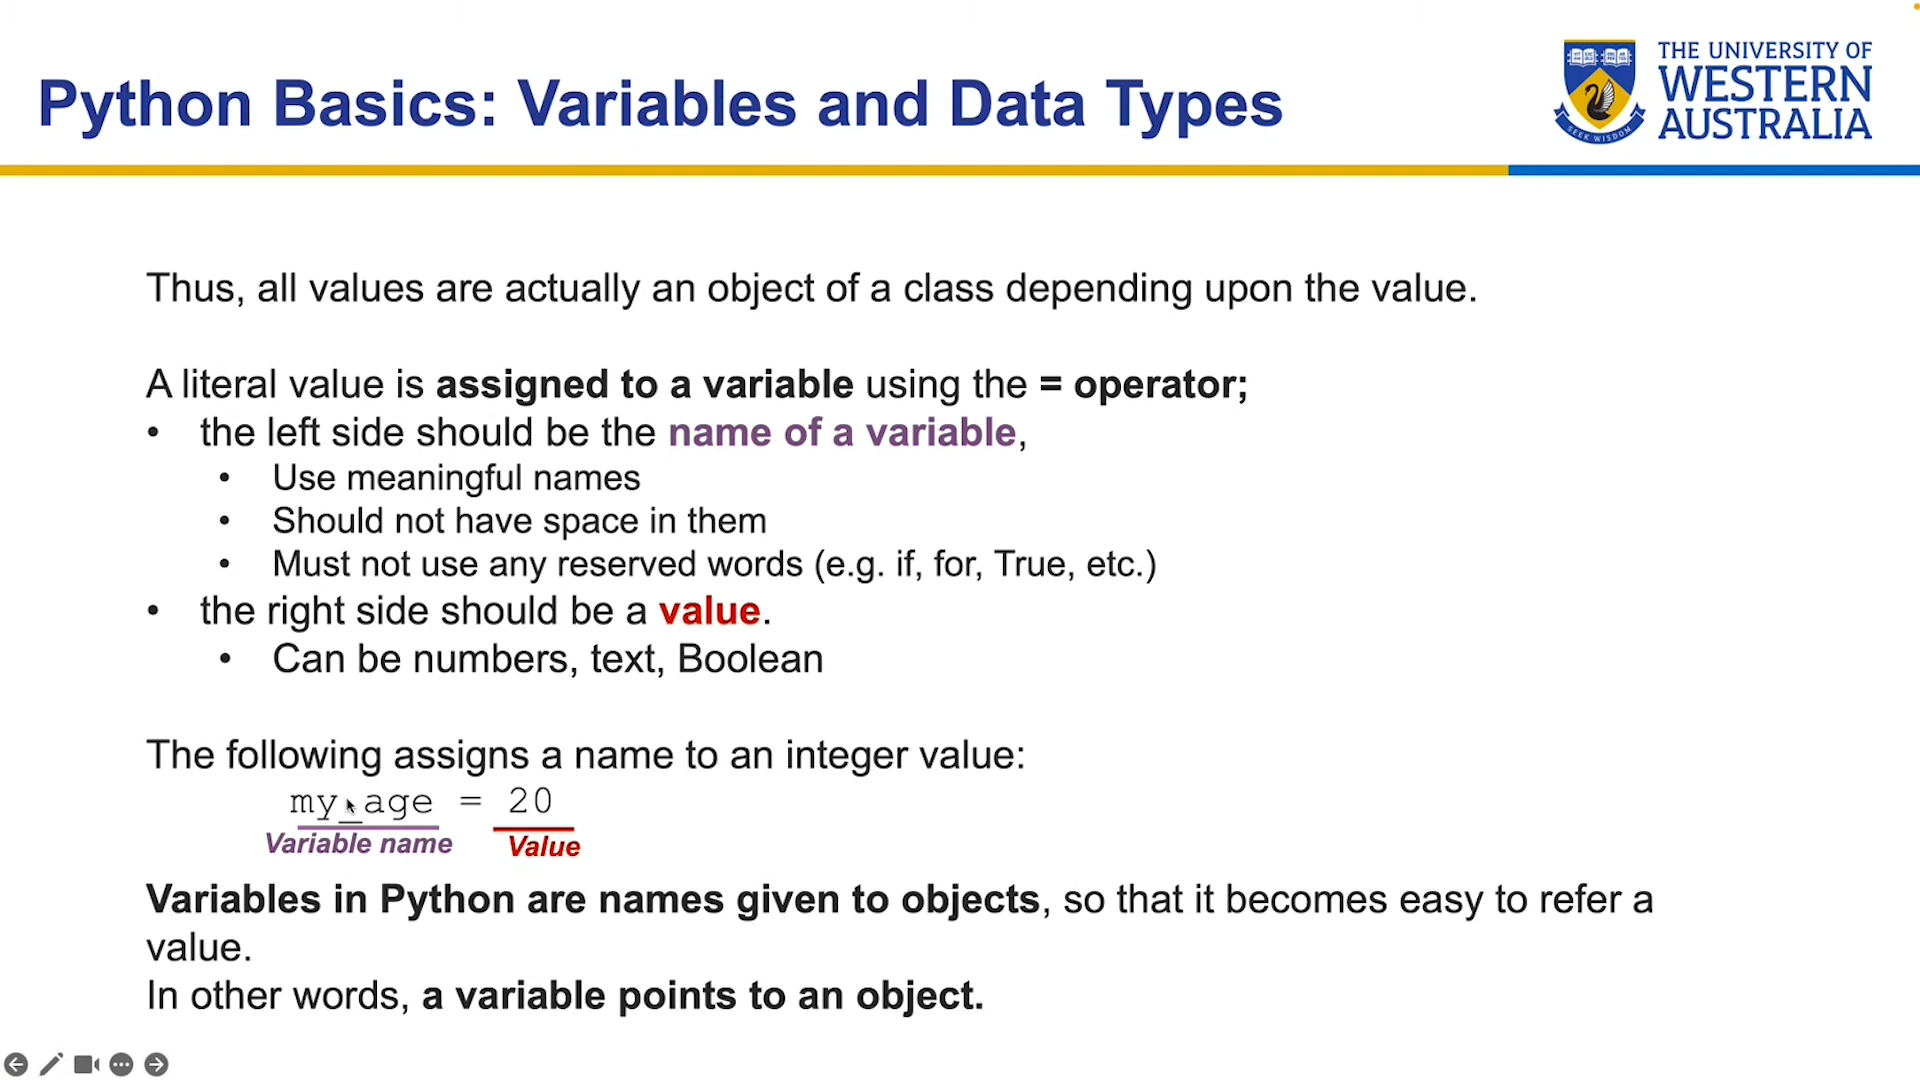 Python Basics: Variables and Data Types
THE UNIVERSITY OF
WESTERN
AUSTRALIA
SEEK WISDOM
Thus, all values are actually an object of a class depending upon the value.
A literal value is assigned to a variable using the = operator;
• the left side should be the name of a variable,
• Use meaningful names
• Should not have space in them
• Must not use any reserved words (e.g. if, for, True, etc.)
• the right side should be a value.
• Can be numbers, text, Boolean
The following assigns a name to an integer value:
my_age = 20
Variable name Value
Variables in Python are names given to objects, so that it becomes easy to refer a
value.
In other words, a variable points to an object.